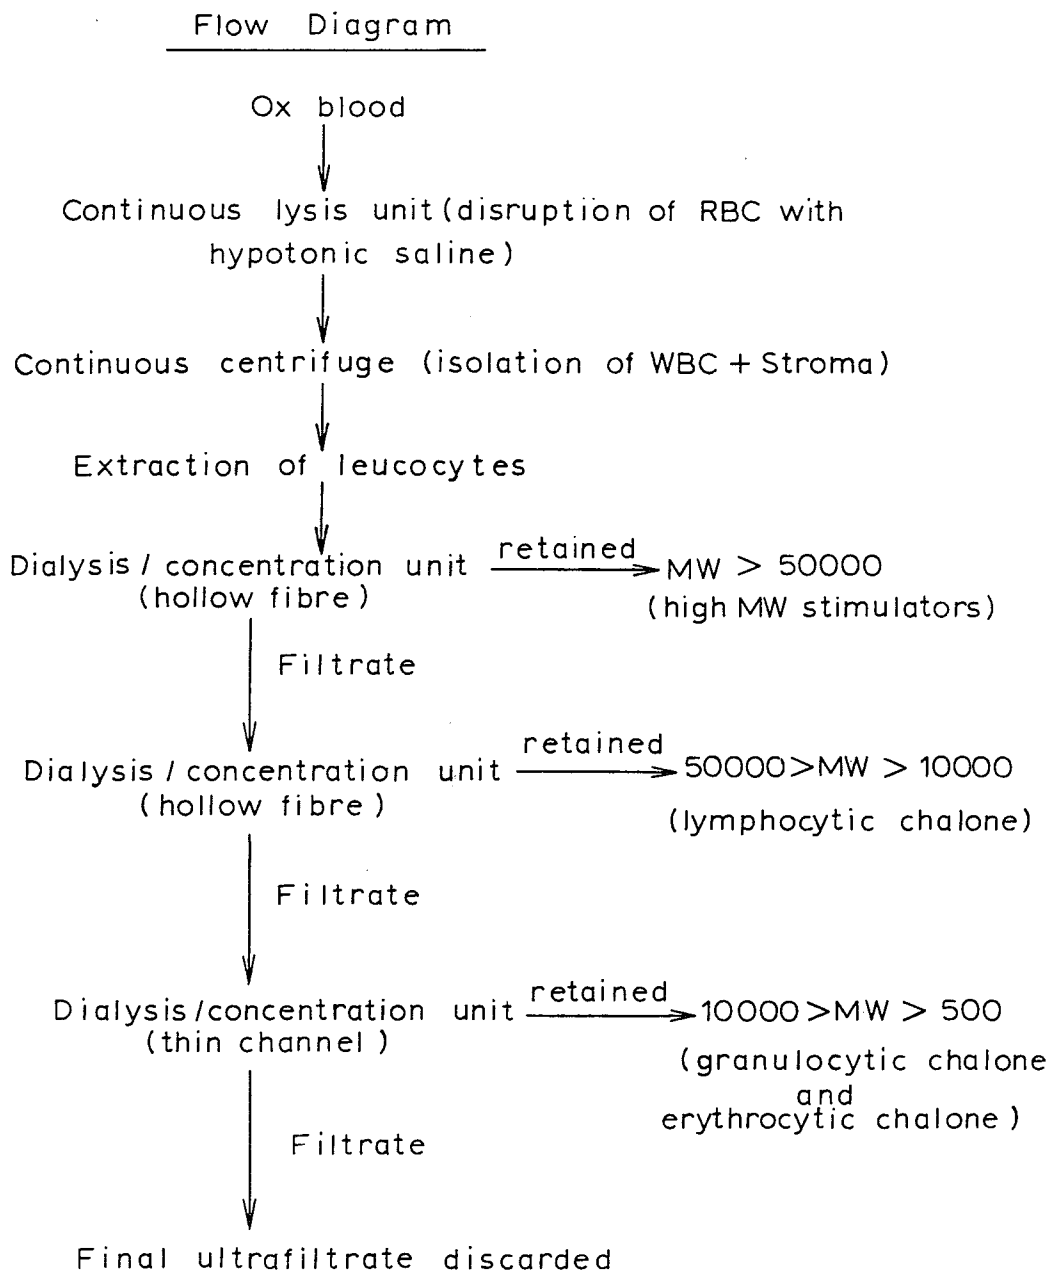 Flow Diagram
Ox blood
Continuous lysis unit (disruption of RBC with
hypotonic saline)
Continuous centrifuge (isolation of WBC + Stroma)
Extraction of leucocytes
Dialysis / concentration unit
(hollow fibre)
retained
MW > 50000
(high MW stimulators)
Filtrate
Dialysis / concentration unit
(hollow fibre)
retained
50000>MW > 10000
(lymphocytic chalone)
Filtrate
Dialysis/concentration unit
(thin channel)
retained
10000>MW > 500
(granulocytic chalone
and
erythrocytic chalone)
Filtrate
Final ultrafiltrate discarded